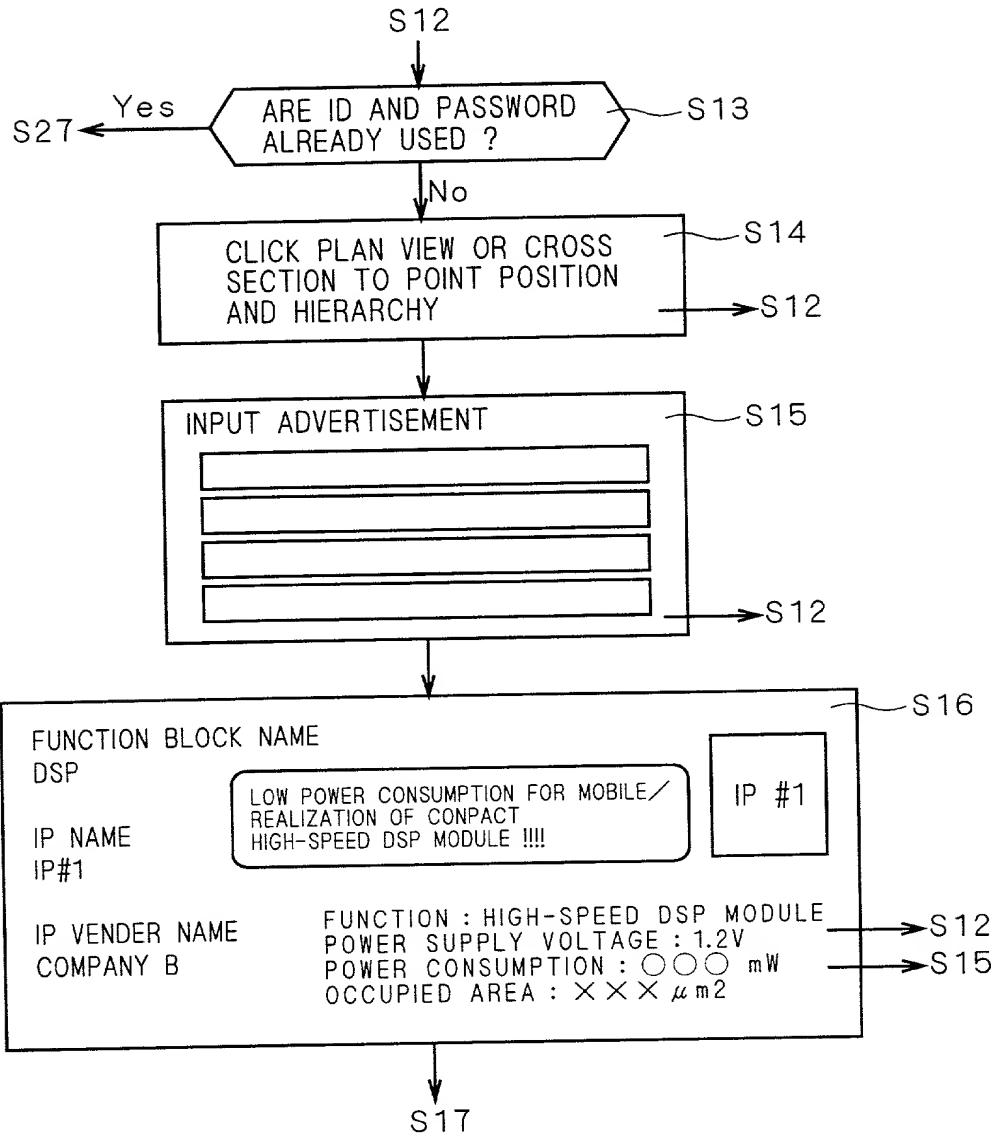 S12
ARE ID AND PASSWORD
ALREADY USED ?
S13
Yes
S27
No
CLICK PLAN VIEW OR CROSS
SECTION TO POINT POSITION
AND HIERARCHY
S14
S12
INPUT ADVERTISEMENT
S15
S12
S16
FUNCTION BLOCK NAME
DSP
LOW POWER CONSUMPTION FOR MOBILE/
REALIZATION OF CONPACT
HIGH-SPEED DSP MODULE !!!!
IP #1
IP NAME
IP#1
IP VENDER NAME
COMPANY B
FUNCTION : HIGH-SPEED DSP MODULE
POWER SUPPLY VOLTAGE : 1.2V
POWER CONSUMPTION : ○○○ mW
OCCUPIED AREA : ××× μm2
S12
S15
S17